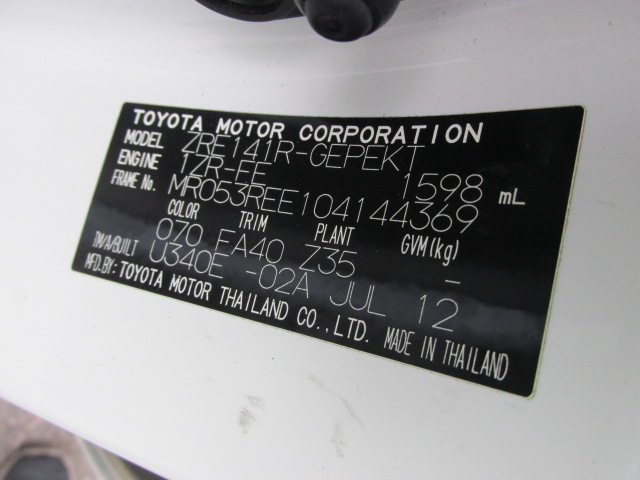 TOYOTA MOTOR CORPORATION
MODEL ZRE141R-GEPEKT
ENGINE 1ZR-FE 1598 mL
FRAME No. MR053REE104144369
COLOR TRIM PLANT GVM(kg)
070 FA40 Z35 -
TM/A/BUILT U340E -02A JUL 12
MFD.BY: TOYOTA MOTOR THAILAND CO.,LTD. MADE IN THAILAND